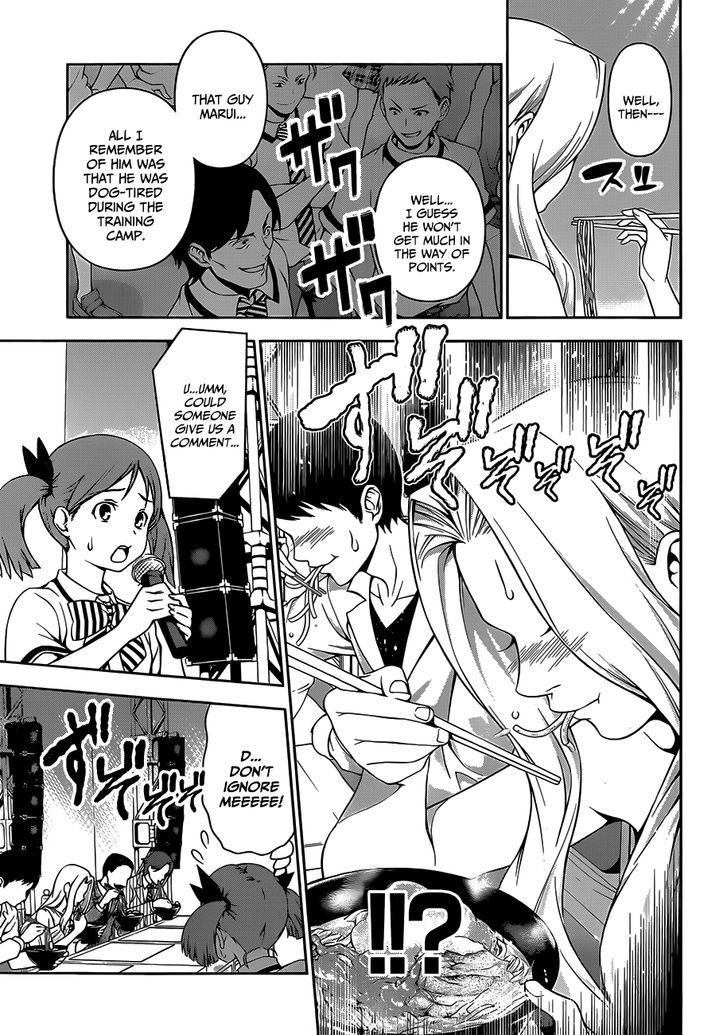 WELL,
THEN---
スッ
THAT GUY
MARUI...
ALL I
REMEMBER
OF HIM WAS
THAT HE WAS
DOG-TIRED
DURING THE
TRAINING
CAMP.
WELL...
I GUESS
HE WON'T
GET MUCH IN
THE WAY OF
POINTS.
ザワ
ザワ
ずぞぞぞぞ
!!?
U...UMM,
COULD
SOMEONE
GIVE US A
COMMENT...
D...
DON'T
IGNORE
MEEEEE!
ずぞぞぞ